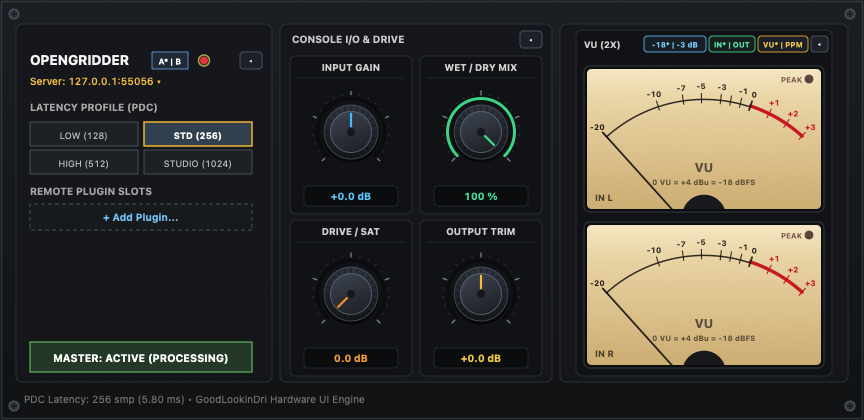 OPENGRIDDER
A* | B
Server: 127.0.0.1:55056 ▾
LATENCY PROFILE (PDC)
LOW (128)
STD (256)
HIGH (512)
STUDIO (1024)
REMOTE PLUGIN SLOTS
+ Add Plugin...
MASTER: ACTIVE (PROCESSING)
CONSOLE I/O & DRIVE
INPUT GAIN
+0.0 dB
WET / DRY MIX
100 %
DRIVE / SAT
0.0 dB
OUTPUT TRIM
+0.0 dB
VU (2X)
-18* | -3 dB
IN* | OUT
VU* | PPM
PEAK
-20 -10 -7 -5 -3 -1 0 +1 +2 +3
VU
0 VU = +4 dBu = -18 dBFS
IN L
PEAK
-20 -10 -7 -5 -3 -1 0 +1 +2 +3
VU
0 VU = +4 dBu = -18 dBFS
IN R
PDC Latency: 256 smp (5.80 ms) • GoodLookinDri Hardware UI Engine